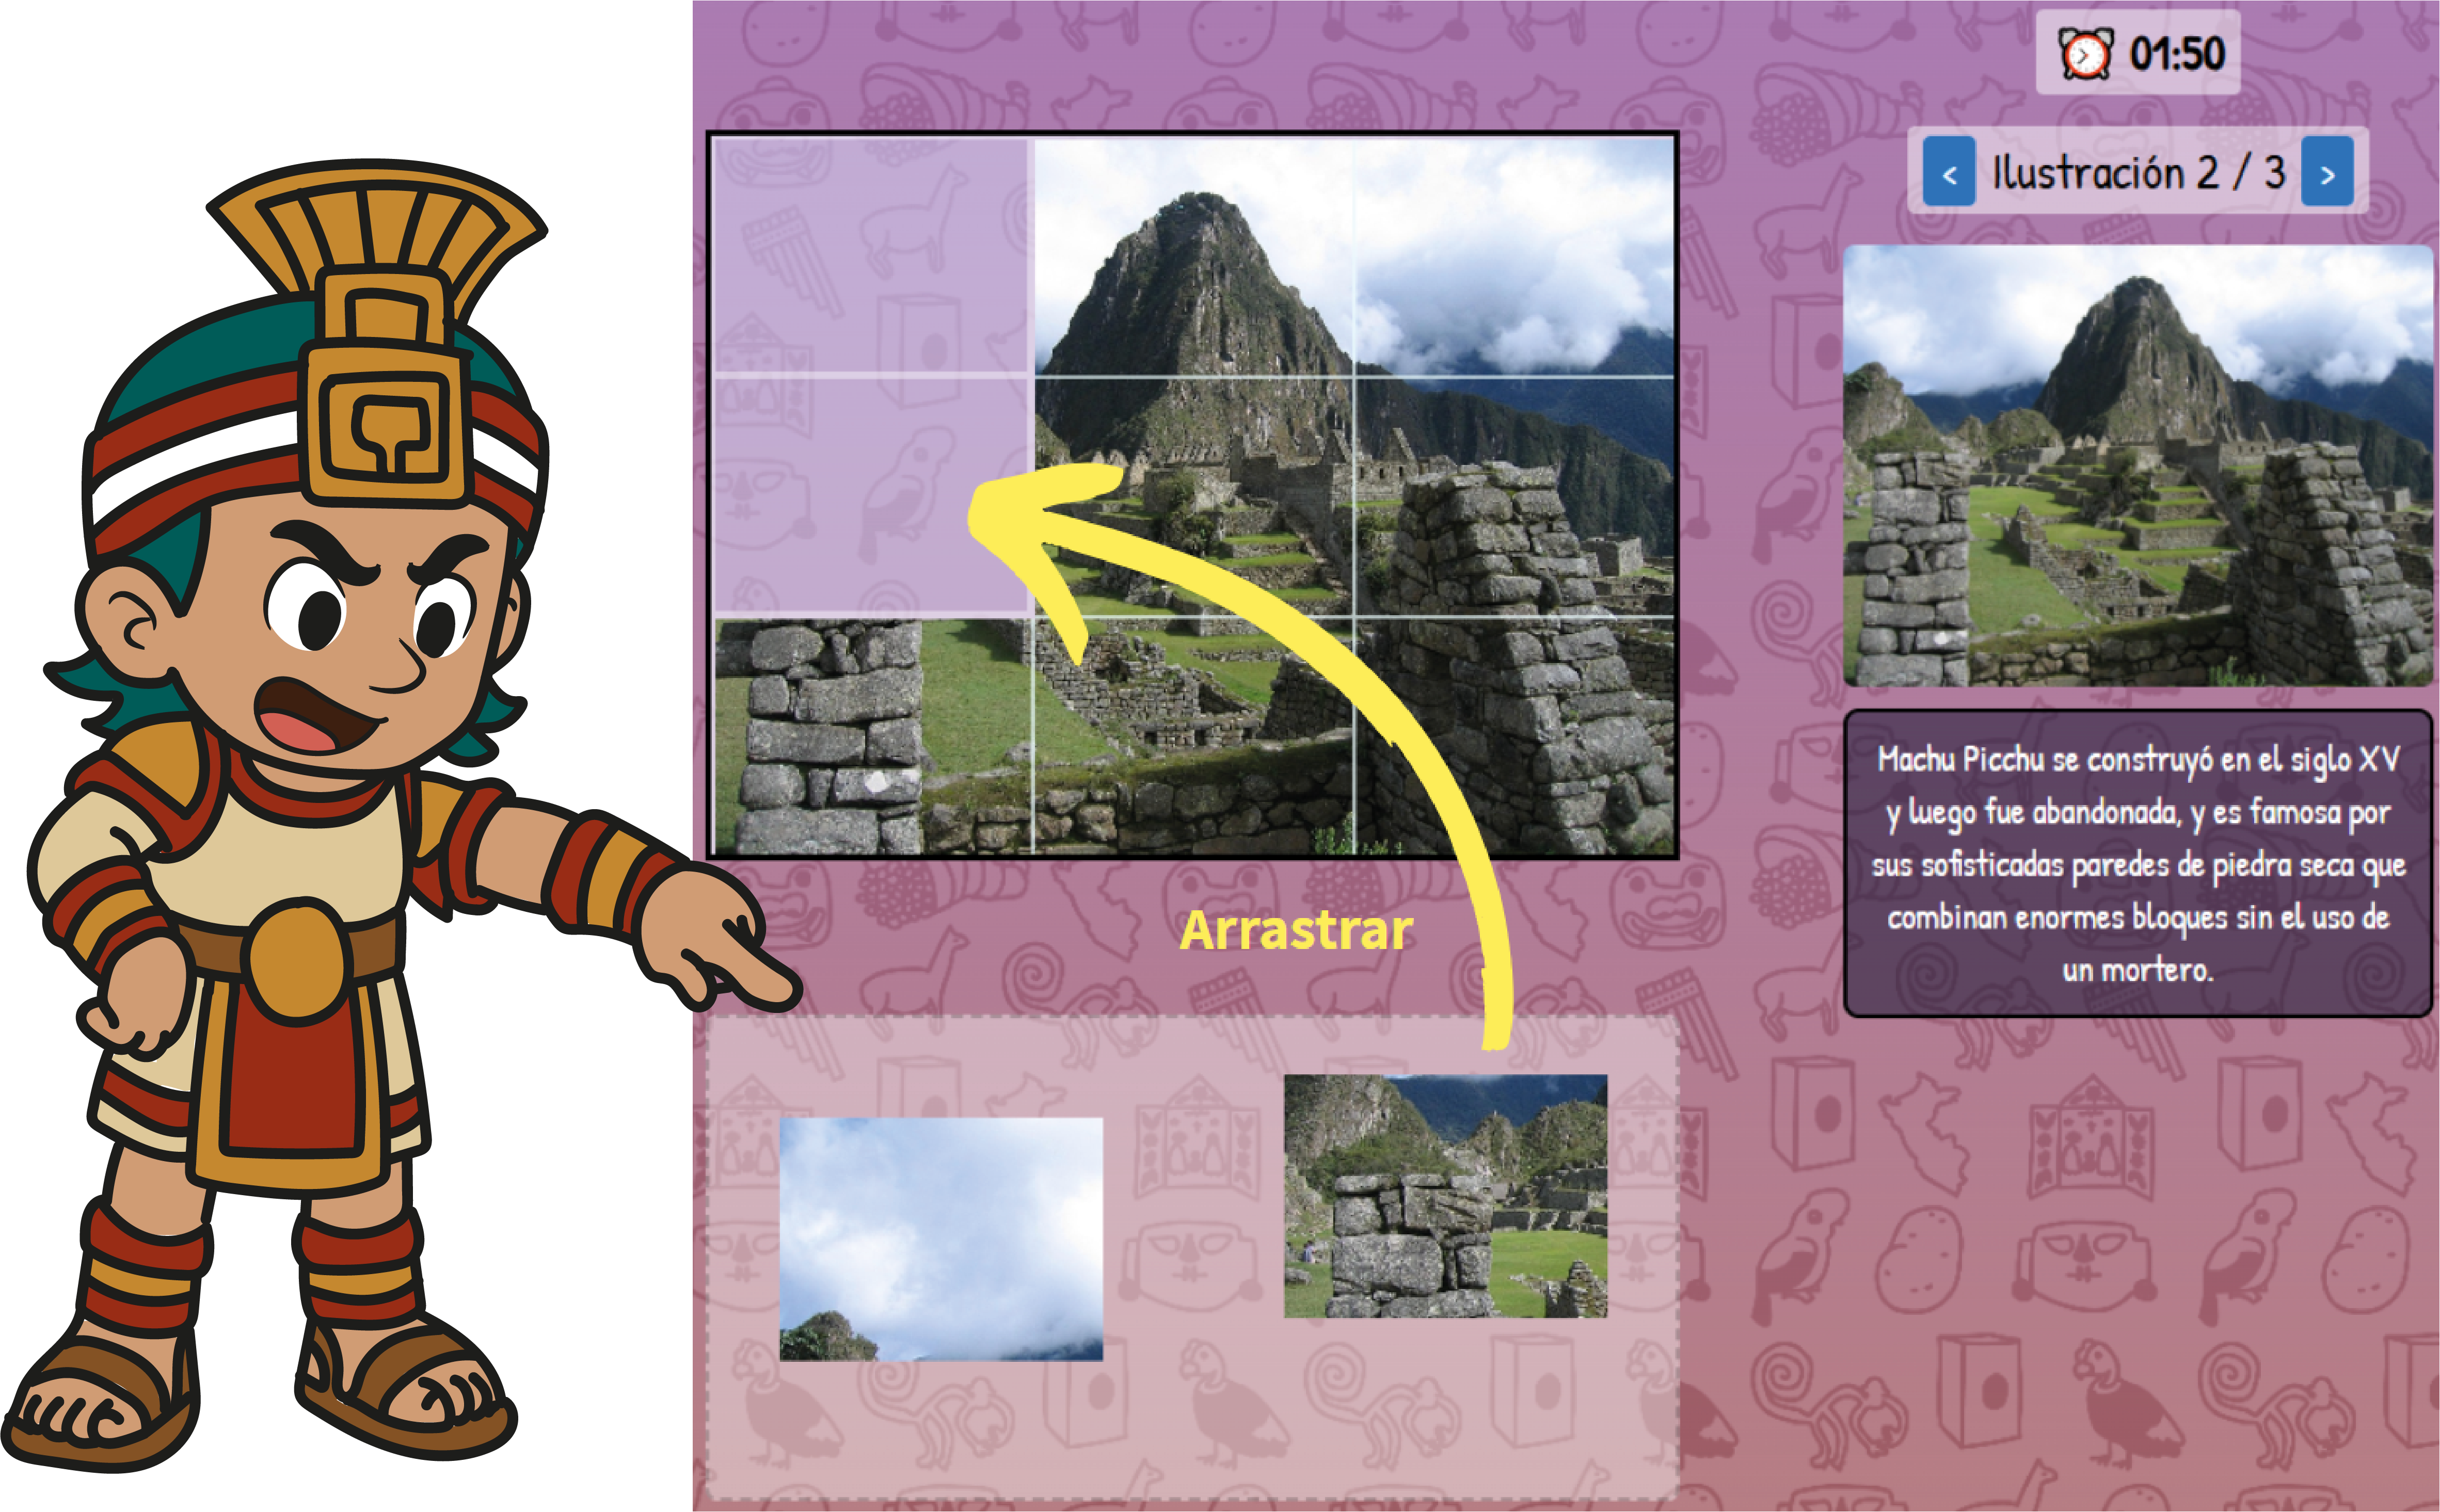 01:50
< Ilustración 2 / 3 >
Machu Picchu se construyó en el siglo XV
y luego fue abandonada, y es famosa por
sus sofisticadas paredes de piedra seca que
combinan enormes bloques sin el uso de
un mortero.
Arrastrar